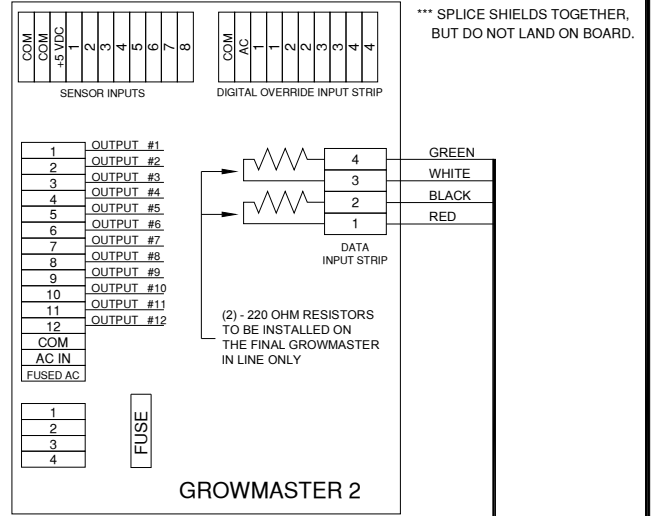 *** SPLICE SHIELDS TOGETHER,
BUT DO NOT LAND ON BOARD.
COM
COM
+5 VDC
1
2
3
4
5
6
7
8
SENSOR INPUTS
COM
AC
1
1
2
2
3
3
4
4
DIGITAL OVERRIDE INPUT STRIP
1 OUTPUT #1
2 OUTPUT #2
3 OUTPUT #3
4 OUTPUT #4
5 OUTPUT #5
6 OUTPUT #6
7 OUTPUT #7
8 OUTPUT #8
9 OUTPUT #9
10 OUTPUT #10
11 OUTPUT #11
12 OUTPUT #12
COM
AC IN
FUSED AC
4 GREEN
3 WHITE
2 BLACK
1 RED
DATA
INPUT STRIP
(2) - 220 OHM RESISTORS
TO BE INSTALLED ON
THE FINAL GROWMASTER
IN LINE ONLY
1
2
3
4
FUSE
GROWMASTER 2